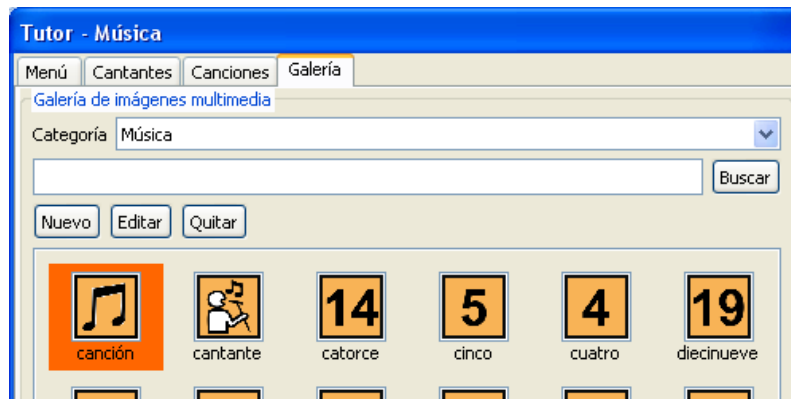 Tutor - Música
Menú Cantantes Canciones Galería
Galería de imágenes multimedia
Categoría Música
Buscar
Nuevo Editar Quitar
14 5 4 19
canción cantante catorce cinco cuatro diecinueve